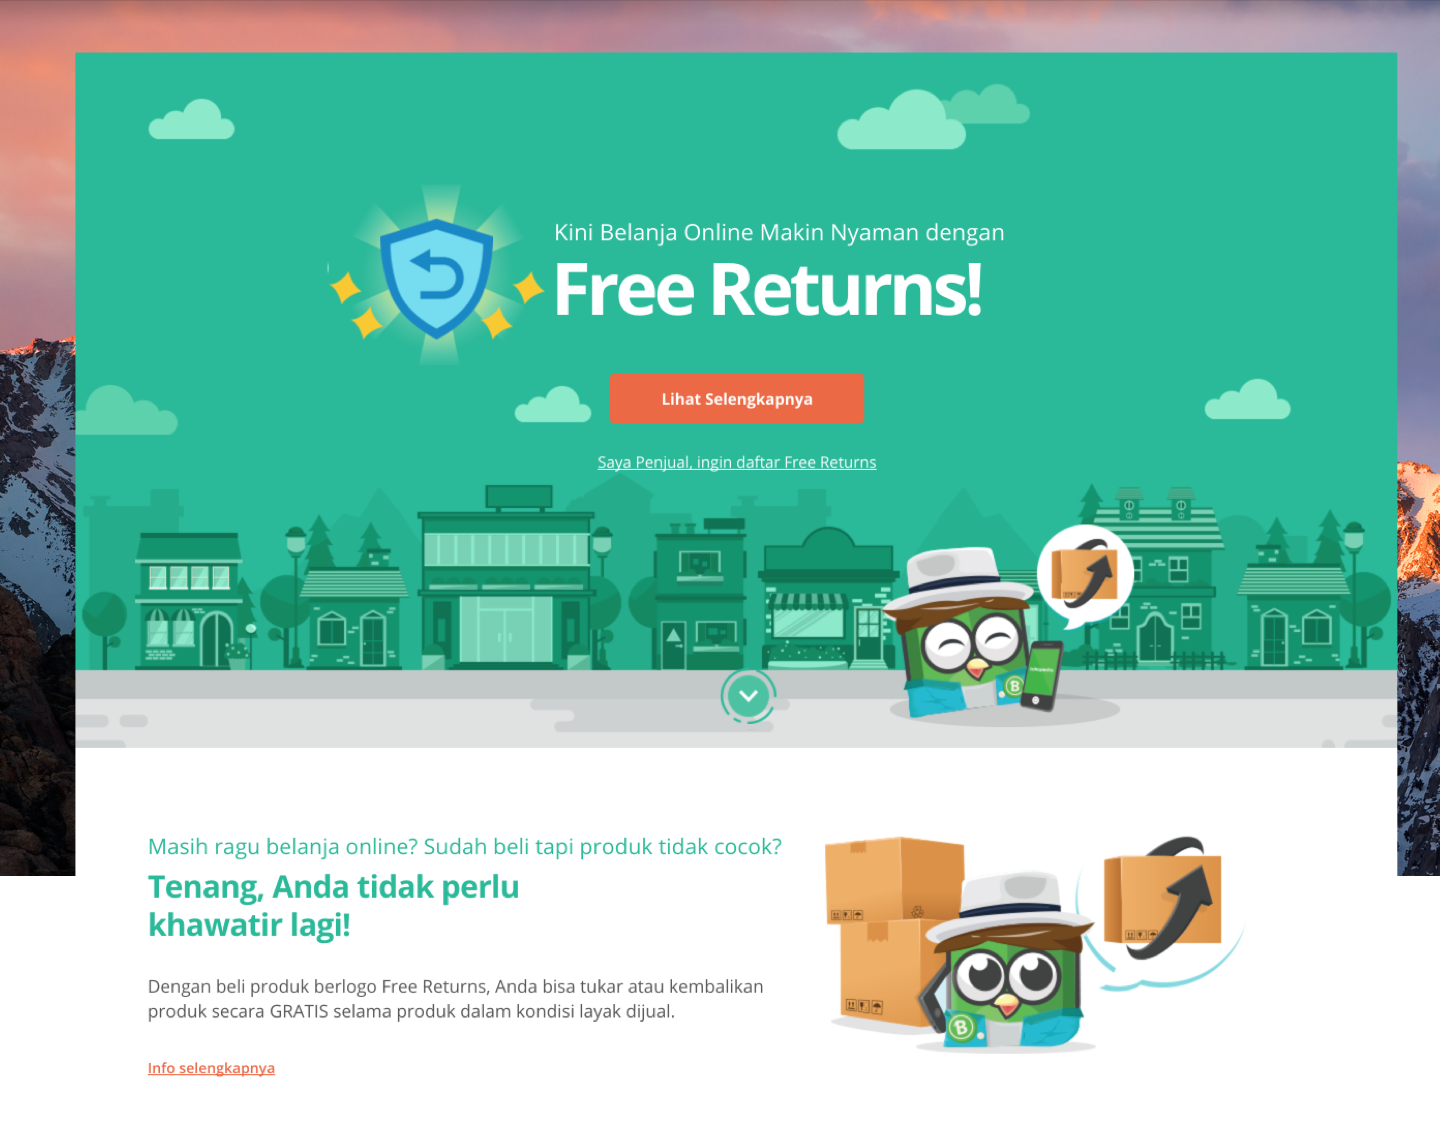 Kini Belanja Online Makin Nyaman dengan
Free Returns!
Lihat Selengkapnya
Saya Penjual, ingin daftar Free Returns
tokopedia
B
Masih ragu belanja online? Sudah beli tapi produk tidak cocok?
Tenang, Anda tidak perlu
khawatir lagi!
Dengan beli produk berlogo Free Returns, Anda bisa tukar atau kembalikan
produk secara GRATIS selama produk dalam kondisi layak dijual.
Info selengkapnya
B